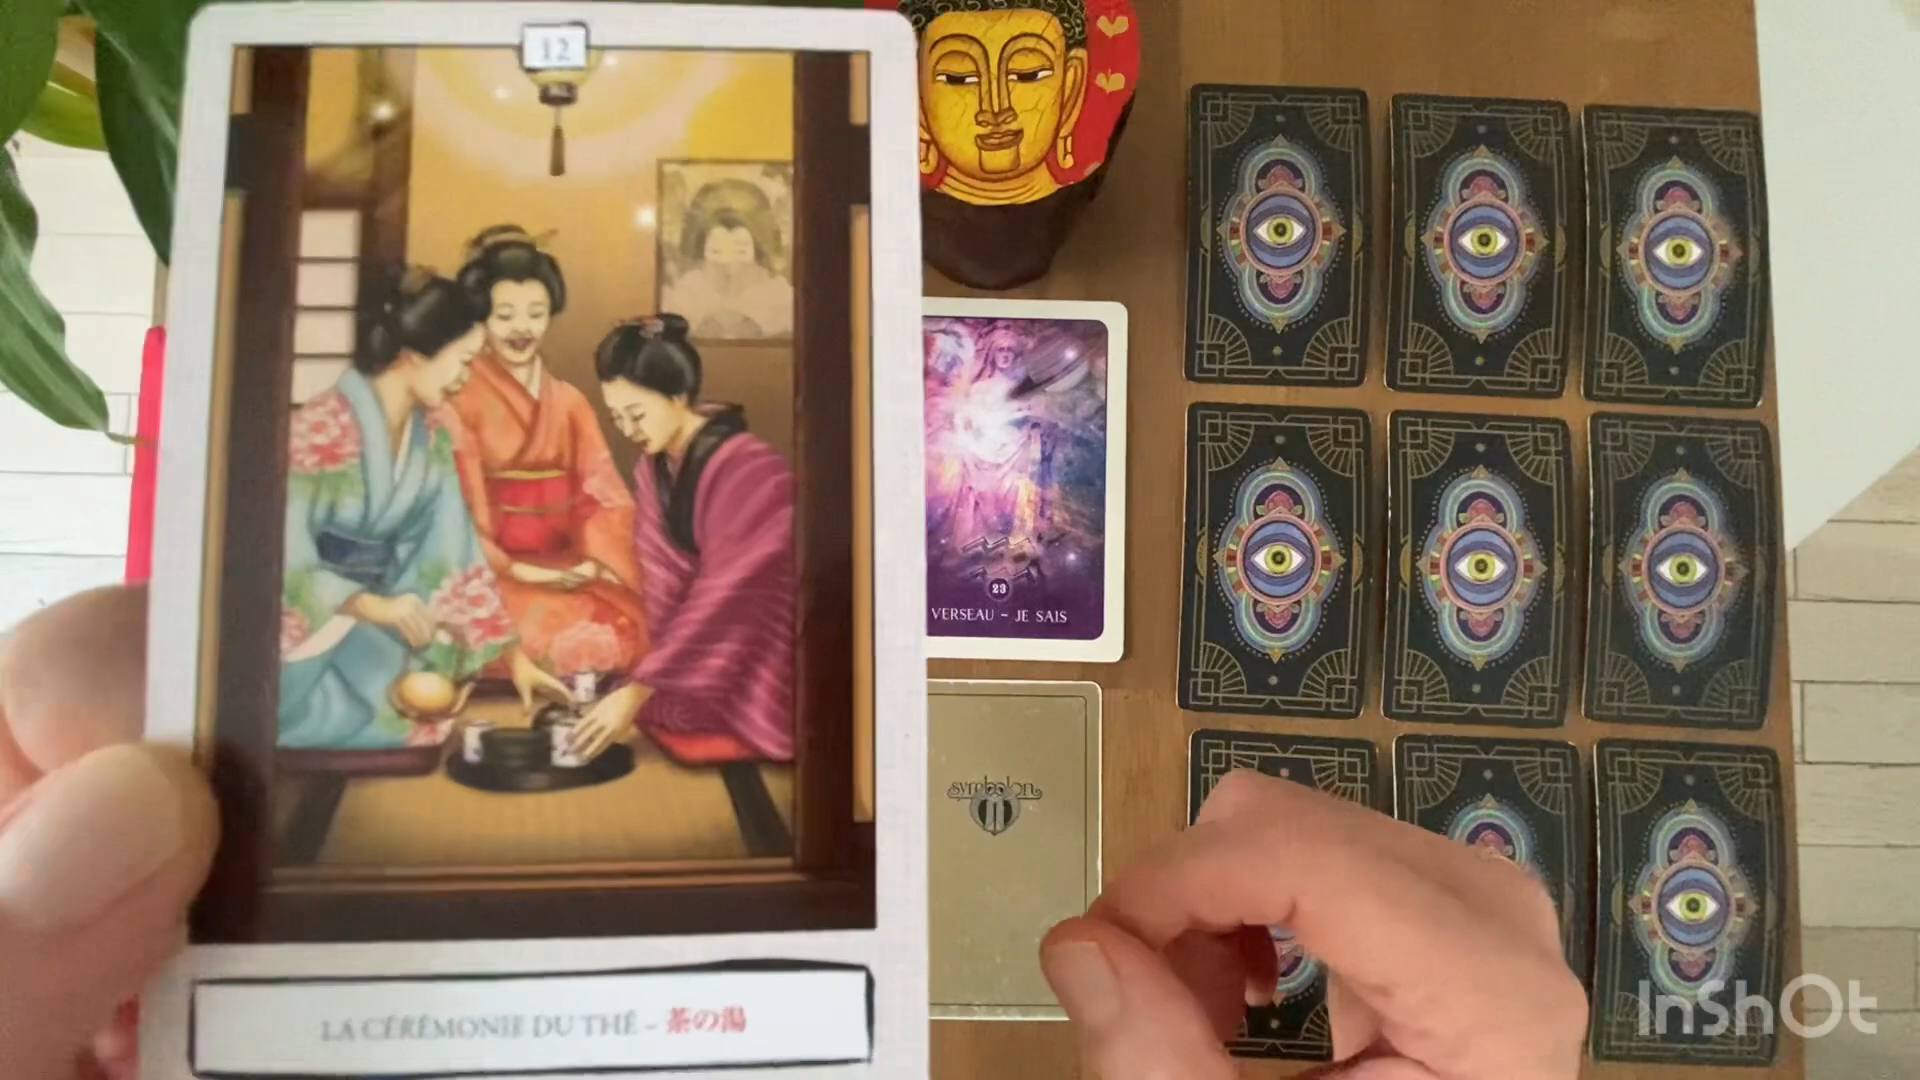 12
LA CÉRÉMONIE DU THÉ - 茶の湯
23
VERSEAU - JE SAIS
symbolon
InShOt